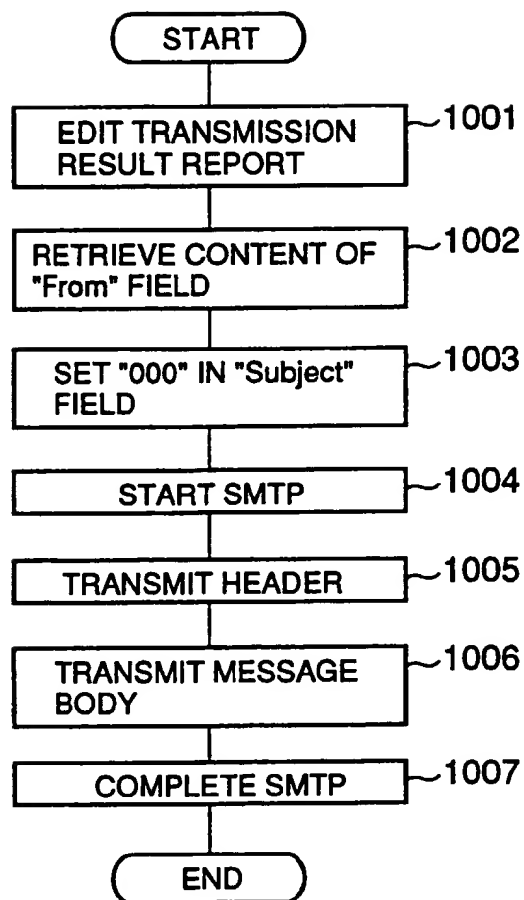 START
EDIT TRANSMISSION
RESULT REPORT
1001
RETRIEVE CONTENT OF
"From" FIELD
1002
SET "000" IN "Subject"
FIELD
1003
START SMTP
1004
TRANSMIT HEADER
1005
TRANSMIT MESSAGE
BODY
1006
COMPLETE SMTP
1007
END